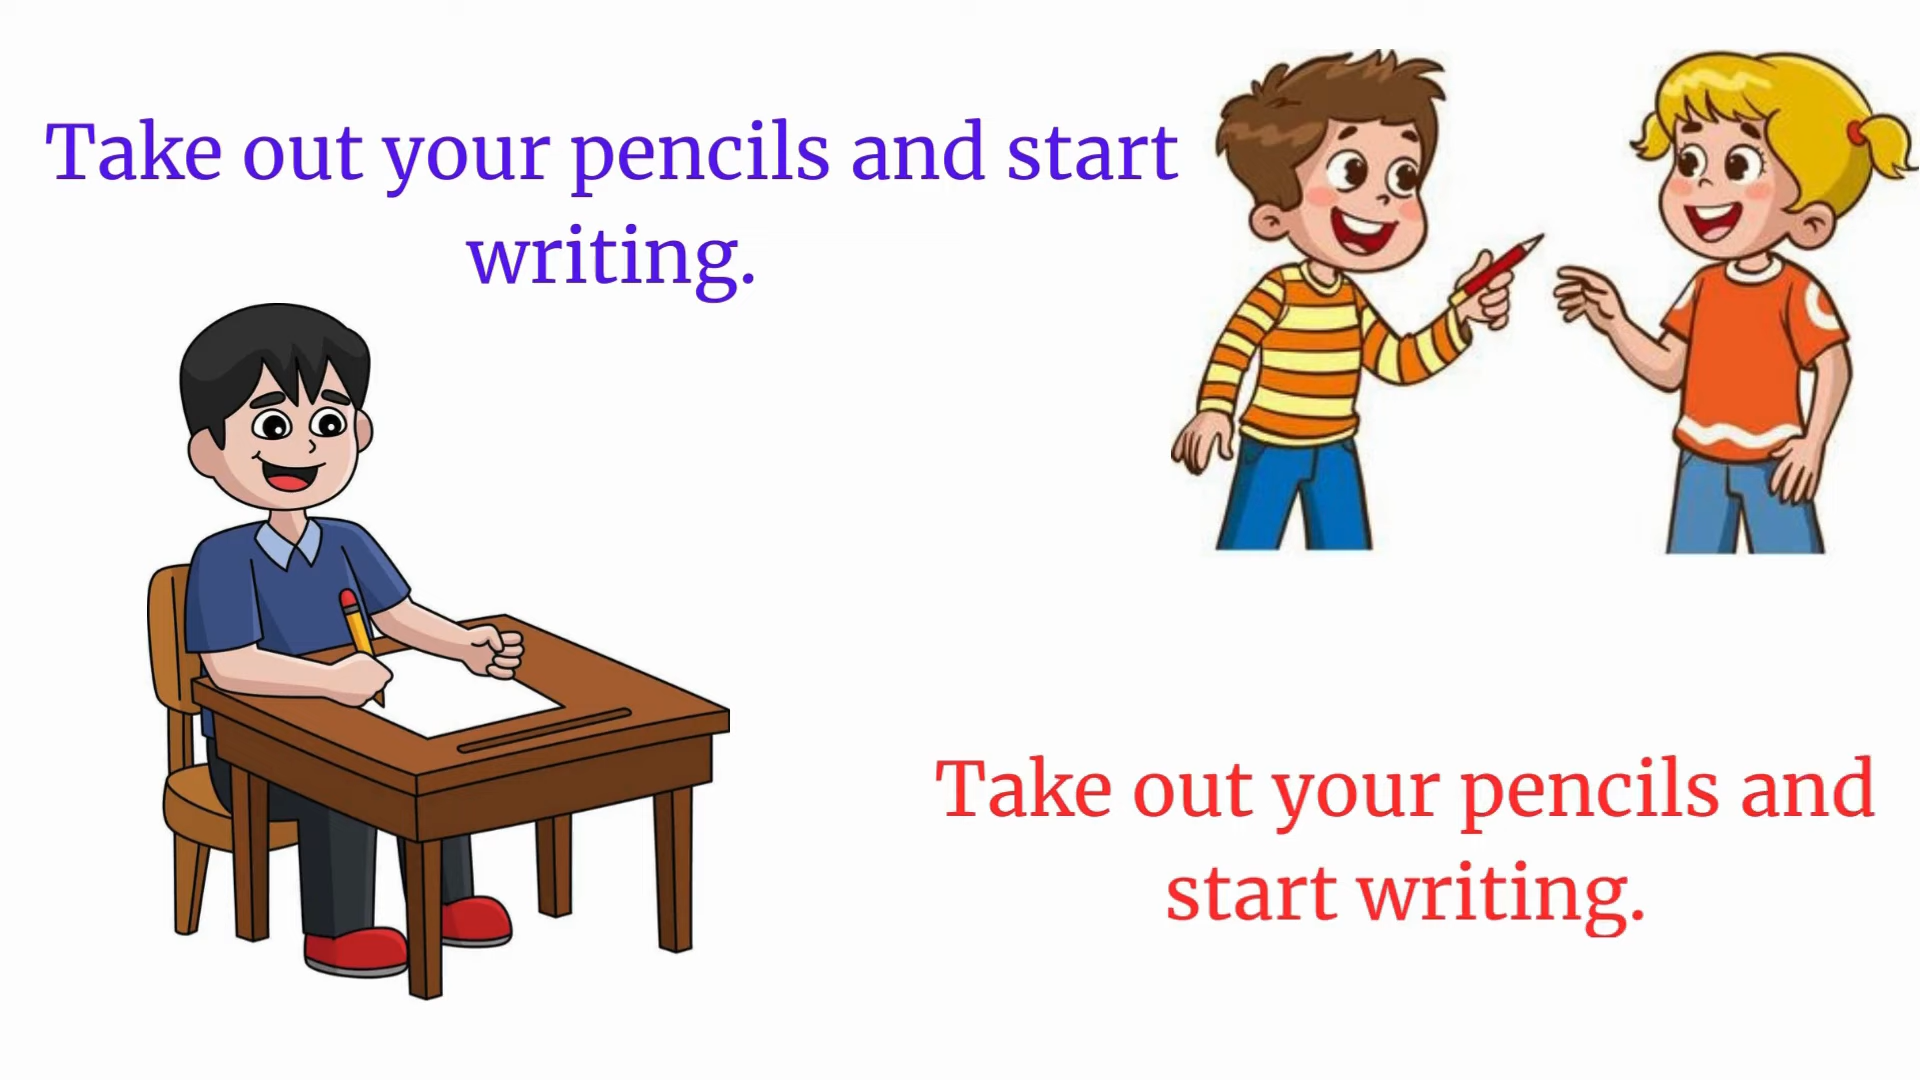 Take out your pencils and start
writing.
Take out your pencils and
start writing.